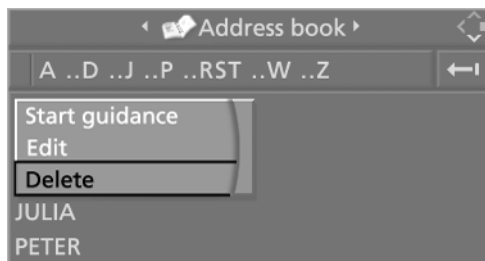 Address book
A ..D ..J ..P ..RST ..W ..Z
Start guidance
Edit
Delete
JULIA
PETER